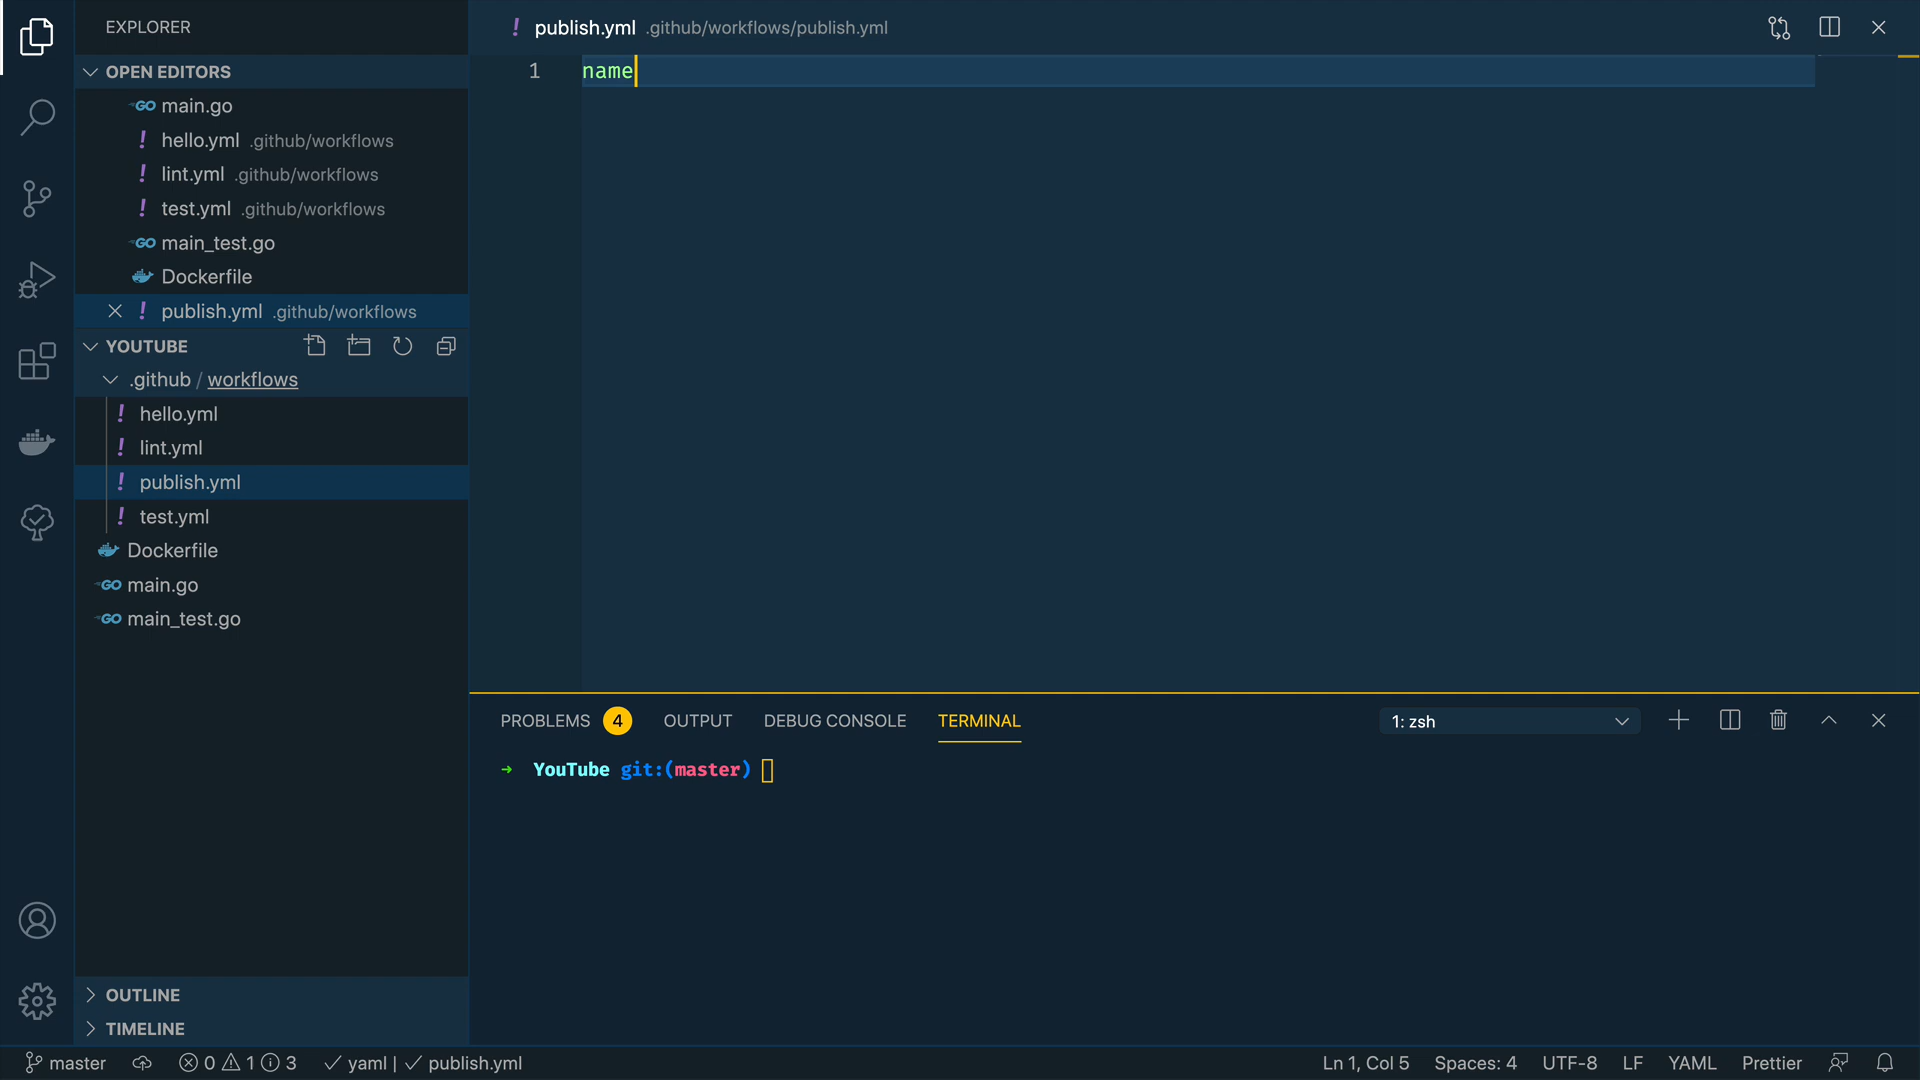 EXPLORER
OPEN EDITORS
GO main.go
! hello.yml .github/workflows
! lint.yml .github/workflows
! test.yml .github/workflows
GO main_test.go
Dockerfile
! publish.yml .github/workflows
YOUTUBE
.github / workflows
! hello.yml
! lint.yml
! publish.yml
! test.yml
Dockerfile
GO main.go
GO main_test.go
OUTLINE
TIMELINE
! publish.yml .github/workflows/publish.yml
1 name
PROBLEMS 4 OUTPUT DEBUG CONSOLE TERMINAL 1: zsh
→ YouTube git:(master)
master 0 1 3 yaml | publish.yml Ln 1, Col 5 Spaces: 4 UTF-8 LF YAML Prettier